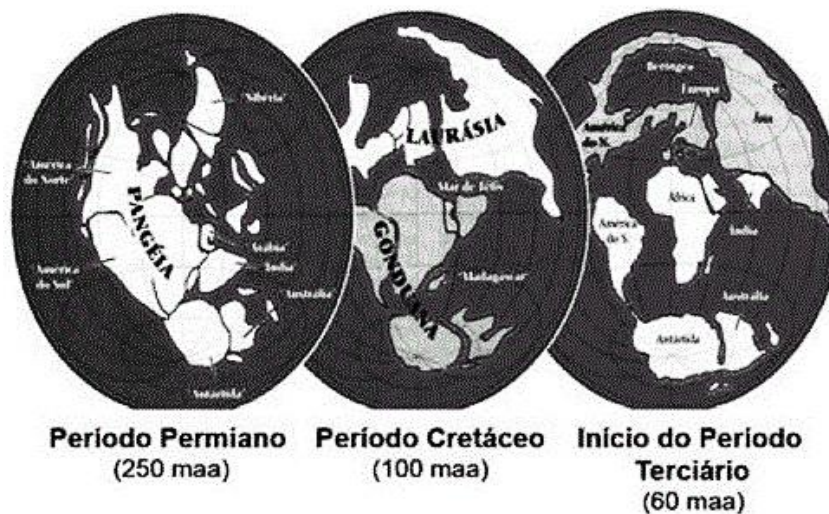 'Sibéria'
'América
do Norte'
PANGÉIA
'América
do Sul'
'Arábia'
'Índia'
'Austrália'
'Antártida'
LAURÁSIA
Mar de Tétis
GONDUANA
'Madagascar'
Beríngea
Europa
América
do N.
Ásia
África
América
do S.
Índia
Austrália
Antártida
Período Permiano
(250 maa)
Período Cretáceo
(100 maa)
Início do Período
Terciário
(60 maa)